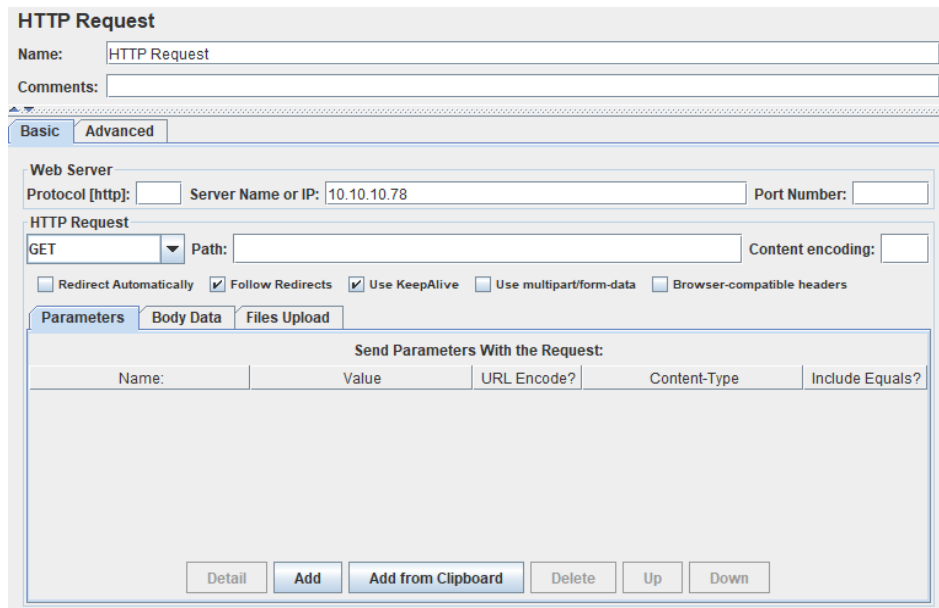 HTTP Request
Name: HTTP Request
Comments:
Basic Advanced
Web Server
Protocol [http]: Server Name or IP: 10.10.10.78 Port Number:
HTTP Request
GET Path: Content encoding:
Redirect Automatically Follow Redirects Use KeepAlive Use multipart/form-data Browser-compatible headers
Parameters Body Data Files Upload
Send Parameters With the Request:
Name: Value URL Encode? Content-Type Include Equals?
Detail Add Add from Clipboard Delete Up Down